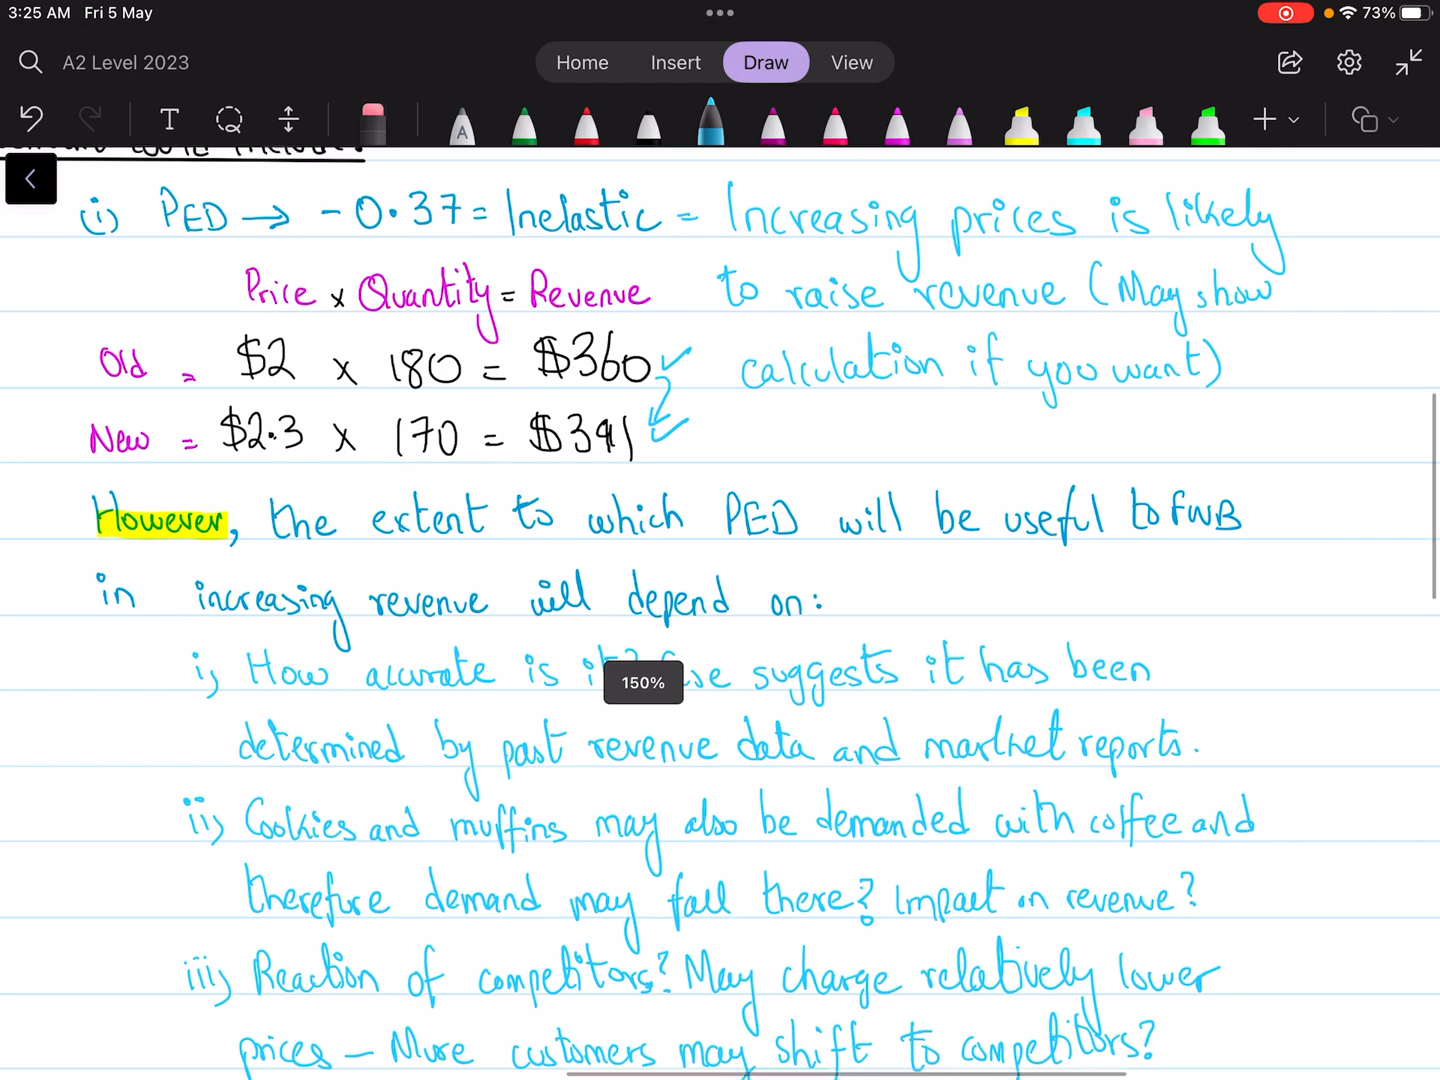 3:25 AM Fri 5 May
73%
A2 Level 2023
Home Insert Draw View
T
A
(i) PED → -0.37 = Inelastic = Increasing prices is likely
Price x Quantity = Revenue to raise revenue (May show
Old = $2 x 180 = $360 calculation if you want)
New = $2.3 x 170 = $391
However, the extent to which PED will be useful to FWB
in increasing revenue will depend on:
i) How accurate is it? suggests it has been
150%
determined by past revenue data and market reports.
ii) Cookies and muffins may also be demanded with coffee and
therefore demand may fall there? Impact on revenue?
iii) Reaction of competitors? May charge relatively lower
prices – More customers may shift to competitors?